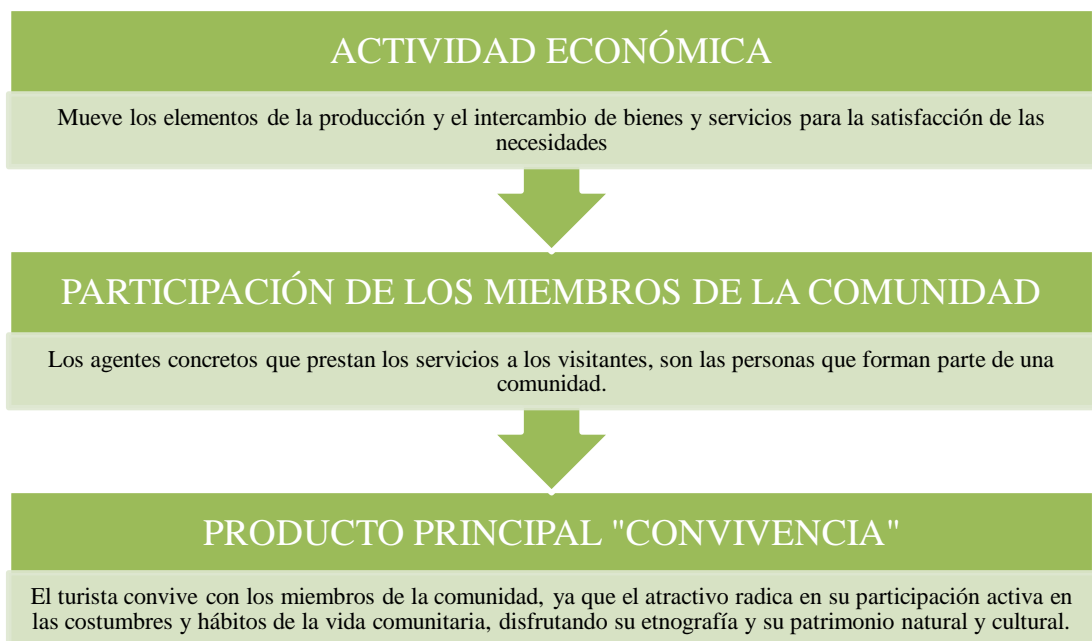 ACTIVIDAD ECONÓMICA
Mueve los elementos de la producción y el intercambio de bienes y servicios para la satisfacción de las
necesidades
PARTICIPACIÓN DE LOS MIEMBROS DE LA COMUNIDAD
Los agentes concretos que prestan los servicios a los visitantes, son las personas que forman parte de una
comunidad.
PRODUCTO PRINCIPAL "CONVIVENCIA"
El turista convive con los miembros de la comunidad, ya que el atractivo radica en su participación activa en
las costumbres y hábitos de la vida comunitaria, disfrutando su etnografía y su patrimonio natural y cultural.